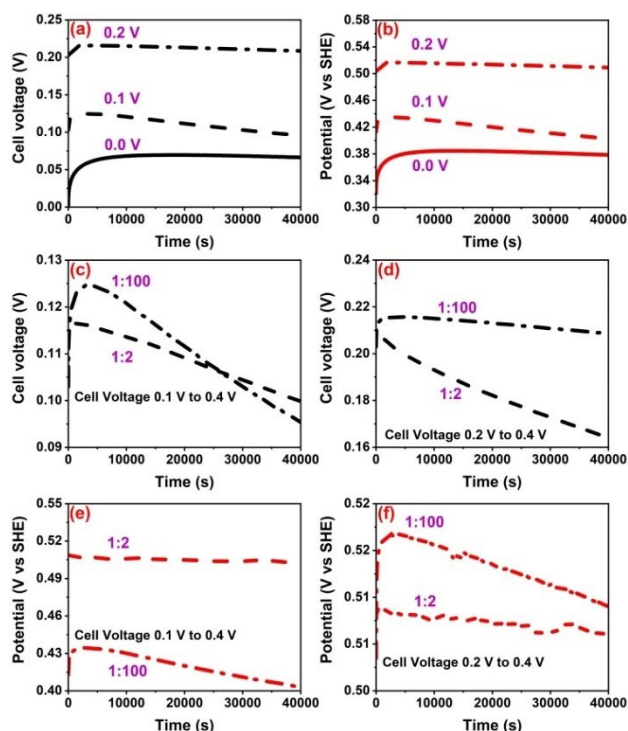 (a)
0.2 V
0.1 V
0.0 V
Cell voltage (V)
0.25
0.20
0.15
0.10
0.05
0.00
0 10000 20000 30000 40000
Time (s)
(b)
0.2 V
0.1 V
0.0 V
Potential (V vs SHE)
0.58
0.54
0.50
0.46
0.42
0.38
0.34
0.30
0 10000 20000 30000 40000
Time (s)
(c)
1:100
1:2
Cell Voltage 0.1 V to 0.4 V
Cell voltage (V)
0.13
0.12
0.11
0.10
0.09
0 10000 20000 30000 40000
Time (s)
(d)
1:100
1:2
Cell Voltage 0.2 V to 0.4 V
Cell voltage (V)
0.24
0.22
0.20
0.18
0.16
0 10000 20000 30000 40000
Time (s)
(e)
1:2
Cell Voltage 0.1 V to 0.4 V
1:100
Potential (V vs SHE)
0.55
0.52
0.49
0.46
0.43
0.40
0 10000 20000 30000 40000
Time (s)
(f)
1:100
1:2
Cell Voltage 0.2 V to 0.4 V
Potential (V vs SHE)
0.52
0.52
0.51
0.51
0.50
0 10000 20000 30000 40000
Time (s)